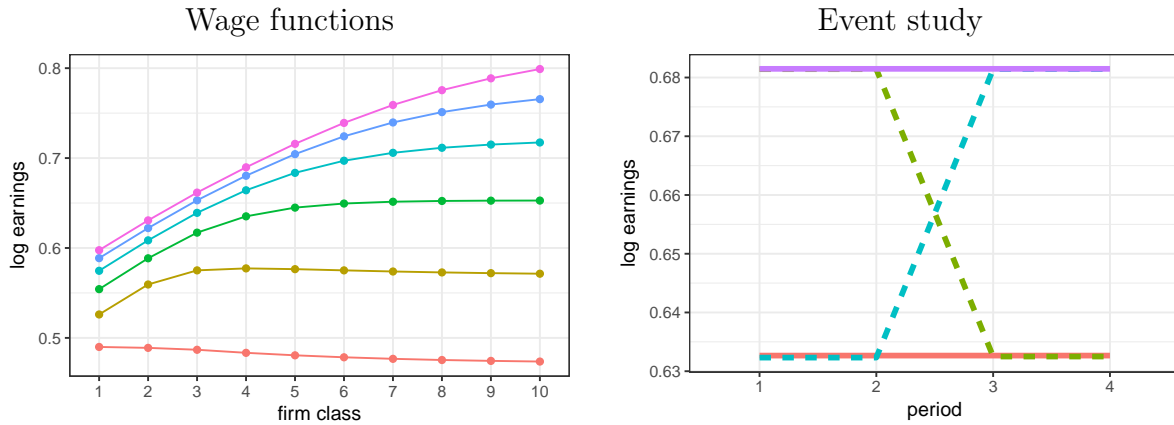 Wage functions
log earnings
0.8
0.7
0.6
0.5
1 2 3 4 5 6 7 8 9 10
firm class
Event study
log earnings
0.68
0.67
0.66
0.65
0.64
0.63
1 2 3 4
period